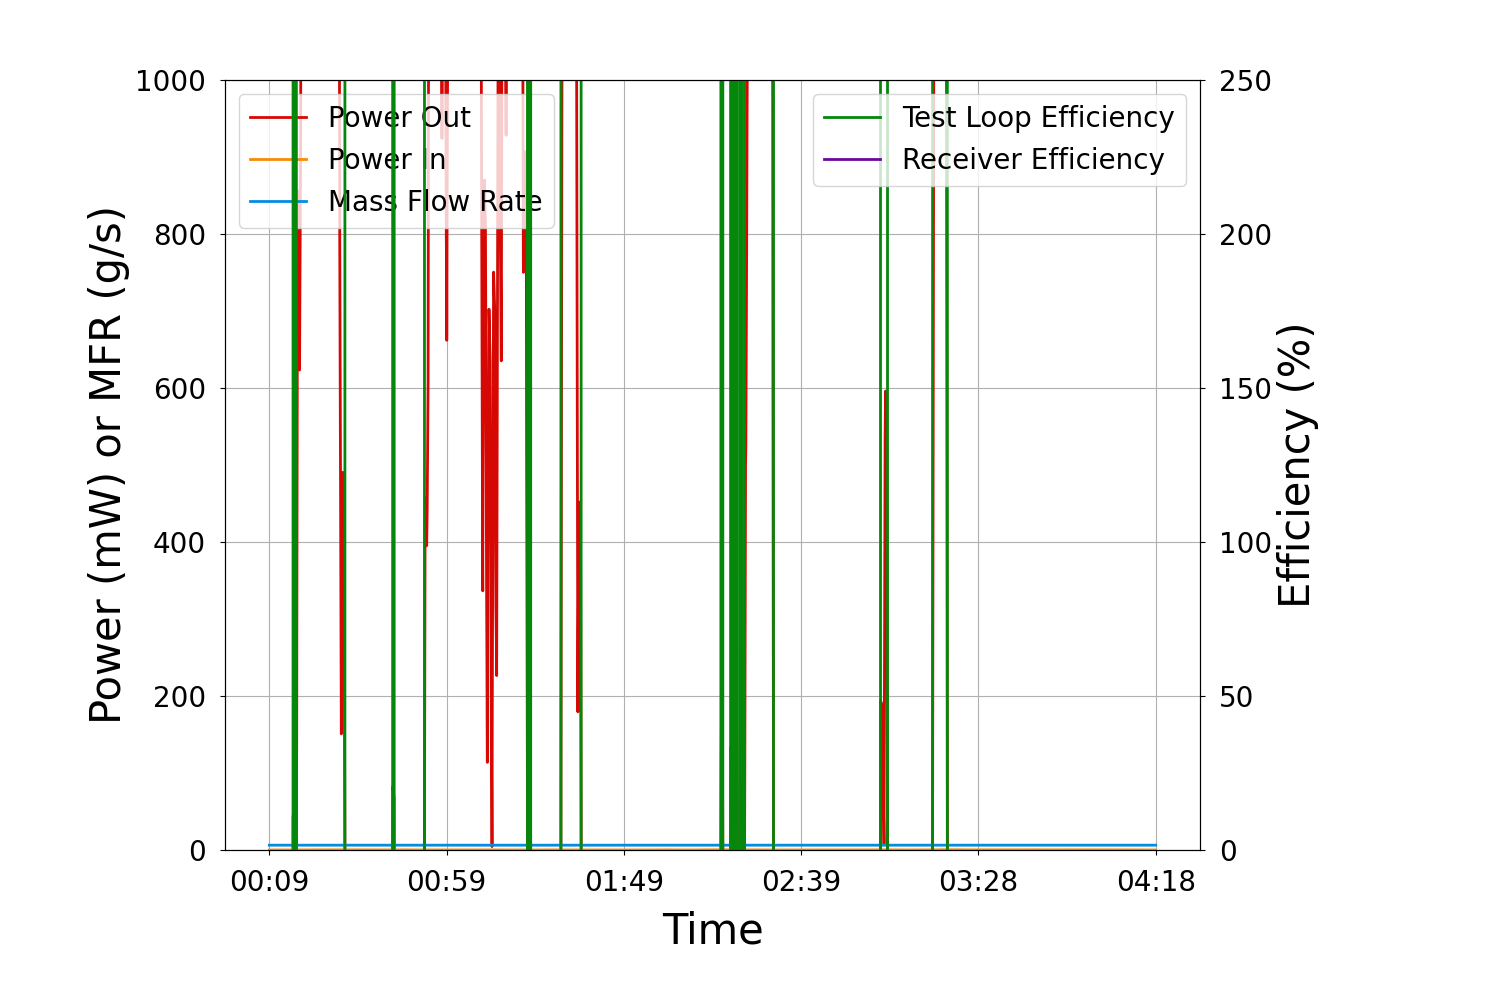 1000
800
600
400
200
0
Power (mW) or MFR (g/s)
Power Out
Power In
Mass Flow Rate
Test Loop Efficiency
Receiver Efficiency
250
200
150
100
50
0
Efficiency (%)
00:09 00:59 01:49 02:39 03:28 04:18
Time